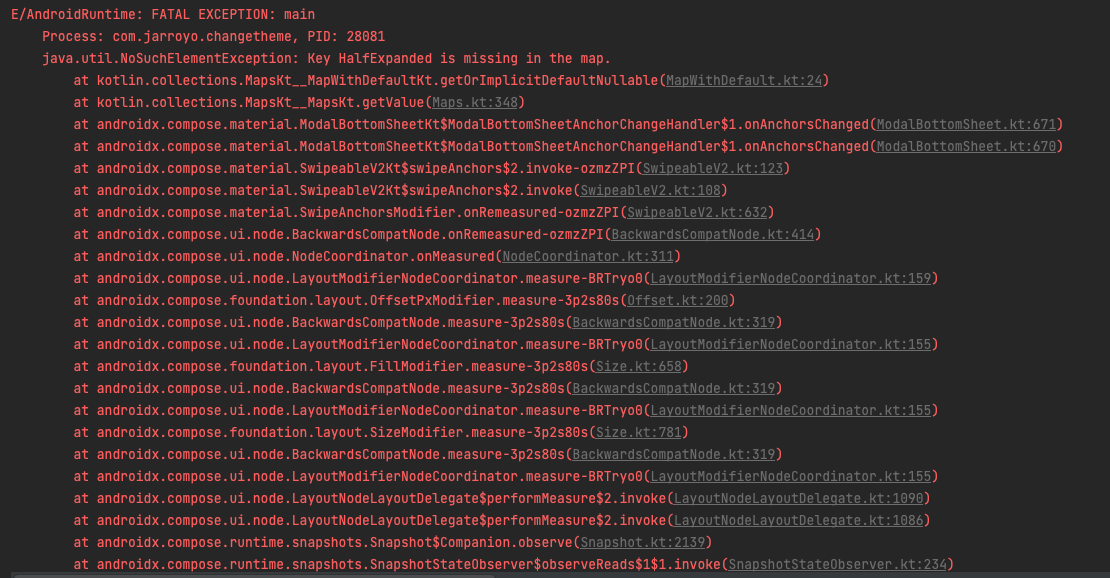 E/AndroidRuntime: FATAL EXCEPTION: main
Process: com.jarroyo.changetheme, PID: 28081
java.util.NoSuchElementException: Key HalfExpanded is missing in the map.
at kotlin.collections.MapsKt__MapWithDefaultKt.getOrImplicitDefaultNullable(MapWithDefault.kt:24)
at kotlin.collections.MapsKt__MapsKt.getValue(Maps.kt:348)
at androidx.compose.material.ModalBottomSheetKt$ModalBottomSheetAnchorChangeHandler$1.onAnchorsChanged(ModalBottomSheet.kt:671)
at androidx.compose.material.ModalBottomSheetKt$ModalBottomSheetAnchorChangeHandler$1.onAnchorsChanged(ModalBottomSheet.kt:670)
at androidx.compose.material.SwipeableV2Kt$swipeAnchors$2.invoke-ozmzZPI(SwipeableV2.kt:123)
at androidx.compose.material.SwipeableV2Kt$swipeAnchors$2.invoke(SwipeableV2.kt:108)
at androidx.compose.material.SwipeAnchorsModifier.onRemeasured-ozmzZPI(SwipeableV2.kt:632)
at androidx.compose.ui.node.BackwardsCompatNode.onRemeasured-ozmzZPI(BackwardsCompatNode.kt:414)
at androidx.compose.ui.node.NodeCoordinator.onMeasured(NodeCoordinator.kt:311)
at androidx.compose.ui.node.LayoutModifierNodeCoordinator.measure-BRTryo0(LayoutModifierNodeCoordinator.kt:159)
at androidx.compose.foundation.layout.OffsetPxModifier.measure-3p2s80s(Offset.kt:200)
at androidx.compose.ui.node.BackwardsCompatNode.measure-3p2s80s(BackwardsCompatNode.kt:319)
at androidx.compose.ui.node.LayoutModifierNodeCoordinator.measure-BRTryo0(LayoutModifierNodeCoordinator.kt:155)
at androidx.compose.foundation.layout.FillModifier.measure-3p2s80s(Size.kt:658)
at androidx.compose.ui.node.BackwardsCompatNode.measure-3p2s80s(BackwardsCompatNode.kt:319)
at androidx.compose.ui.node.LayoutModifierNodeCoordinator.measure-BRTryo0(LayoutModifierNodeCoordinator.kt:155)
at androidx.compose.foundation.layout.SizeModifier.measure-3p2s80s(Size.kt:781)
at androidx.compose.ui.node.BackwardsCompatNode.measure-3p2s80s(BackwardsCompatNode.kt:319)
at androidx.compose.ui.node.LayoutModifierNodeCoordinator.measure-BRTryo0(LayoutModifierNodeCoordinator.kt:155)
at androidx.compose.ui.node.LayoutNodeLayoutDelegate$performMeasure$2.invoke(LayoutNodeLayoutDelegate.kt:1090)
at androidx.compose.ui.node.LayoutNodeLayoutDelegate$performMeasure$2.invoke(LayoutNodeLayoutDelegate.kt:1086)
at androidx.compose.runtime.snapshots.Snapshot$Companion.observe(Snapshot.kt:2139)
at androidx.compose.runtime.snapshots.SnapshotStateObserver$observeReads$1$1.invoke(SnapshotStateObserver.kt:234)